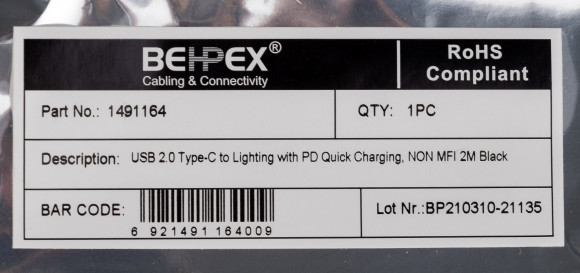 BEHPEX®
Cabling & Connectivity
RoHS
Compliant
Part No.: 1491164
QTY: 1PC
Description: USB 2.0 Type-C to Lighting with PD Quick Charging, NON MFI 2M Black
BAR CODE:
6 921491 164009
Lot Nr.:BP210310-21135